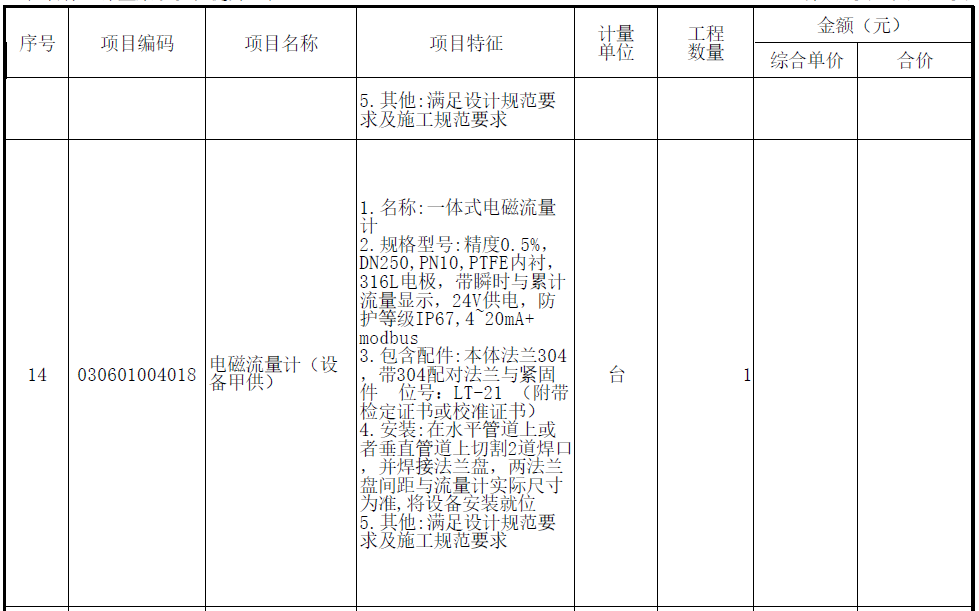 序号 项目编码 项目名称 项目特征 计量单位 工程数量 金额（元）
综合单价 合价
5.其他:满足设计规范要
求及施工规范要求
14 030601004018 电磁流量计（设
备甲供）
1.名称:一体式电磁流量
计
2.规格型号:精度0.5%，
DN250,PN10,PTFE内衬，
316L电极，带瞬时与累计
流量显示，24V供电，防
护等级IP67,4~20mA+
modbus
3.包含配件:本体法兰304
，带304配对法兰与紧固
件 位号：LT-21 （附带
检定证书或校准证书）
4.安装:在水平管道上或
者垂直管道上切割2道焊口
，并焊接法兰盘，两法兰
盘间距与流量计实际尺寸
为准,将设备安装就位
5.其他:满足设计规范要
求及施工规范要求
台 1